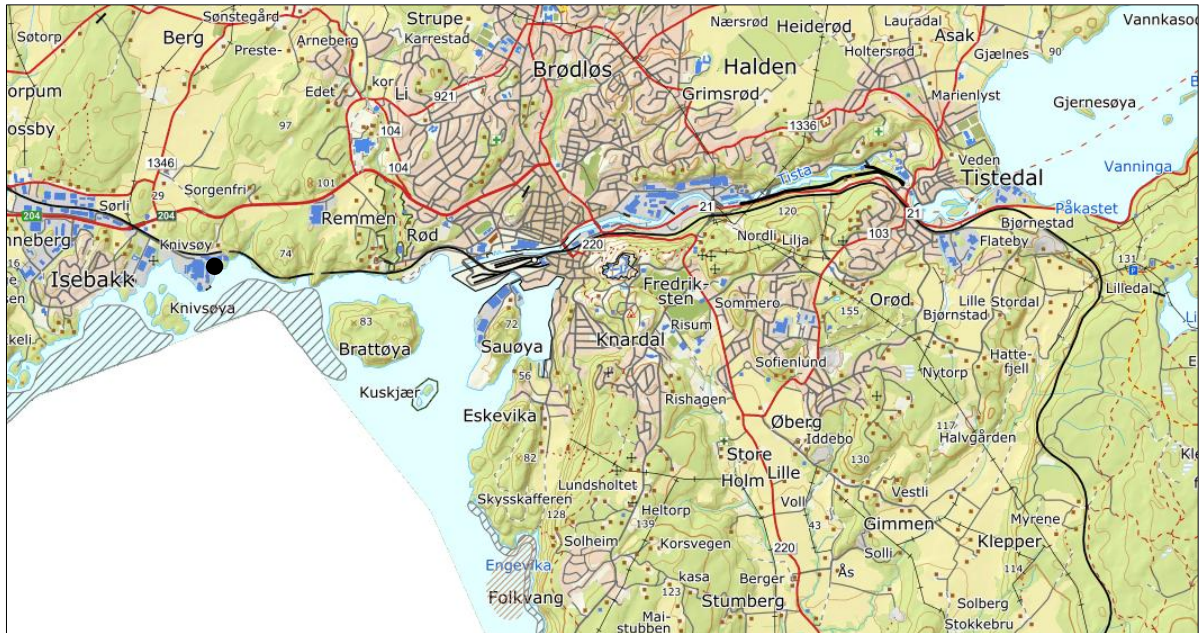 Sønstegård
Strupe
Nærsrød
Lauradal
Vannkaso
Søtorp
Berg
Arneberg
Karrestad
Heiderød
Asak
Preste-
Holtersrød
Gjælnes
90
kor
Brødløs
Halden
orpum
Edet
Li
921
Grimsrød
Marienlyst
Gjernesøya
ossby
97
104
1336
1346
104
Veden
Vanninga
Sorgenfri
101
Tista
Tistedal
29
Påkastet
204
Sørli
204
Remmen
21
120
21
Bjørnestad
nneberg
Knivsøy
Rød
220
Nordli
Lilja
103
Flateby
16
74
131
Isebakk
Fredrik-
sten
Orød
Lilledal
Knivsøya
Sommero
155
Lille
Stordal
Li
83
72
Risum
Bjørnstad
keli
Brattøya
Sauøya
Knardal
Sofienlund
Hatte-
fjell
56
Nytorp
Kuskjær
Rishagen
Eskevika
Øberg
117
Iddebo
Halvgården
82
Store
Lille
130
Holm
Skysskafferen
Lundsholtet
Voll
Vestli
128
Heltorp
43
139
Gimmen
Myrene
Solheim
Korsvegen
Solli
Klepper
220
Engevika
kasa
Berger
Ås
114
Folkvang
123
Mai-
stubben
Stumberg
Solberg
Stokkebru